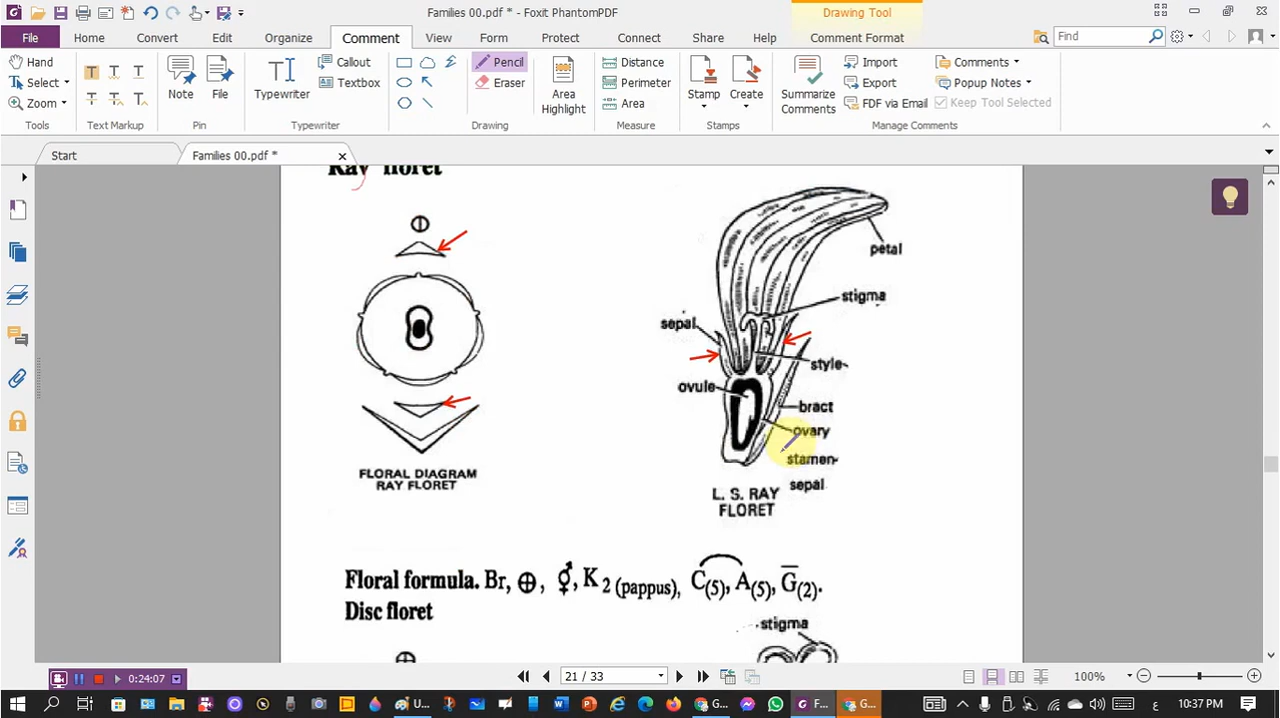 Families 00.pdf * - Foxit PhantomPDF
Drawing Tool
File Home Convert Edit Organize Comment View Form Protect Connect Share Help Comment Format
Find
Hand
Select
Zoom
Tools
Text Markup
Note
File
Pin
Typewriter
Callout
Textbox
Typewriter
Pencil
Eraser
Drawing
Area Highlight
Distance
Perimeter
Area
Measure
Stamp
Create
Stamps
Summarize Comments
Import
Export
FDF via Email
Comments
Popup Notes
Keep Tool Selected
Manage Comments
Start
Families 00.pdf *
Ray floret
petal
stigma
sepal
style
ovule
bract
ovary
stamen
sepal
FLORAL DIAGRAM
RAY FLORET
L. S. RAY
FLORET
Floral formula. Br, ⊕, ⚥, K2 (pappus), C(5), A(5), G̅(2).
Disc floret
stigma
0:24:07
21 / 33
100%
U...
G...
F...
G...
ع
10:37 PM